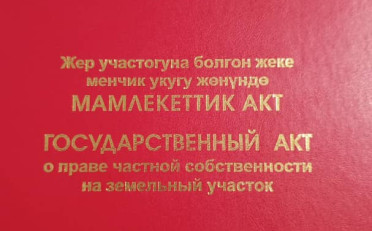 Жер участогуна болгон жеке
менчик укугу жөнүндө
МАМЛЕКЕТТИК АКТ
ГОСУДАРСТВЕННЫЙ АКТ
о праве частной собственности
на земельный участок